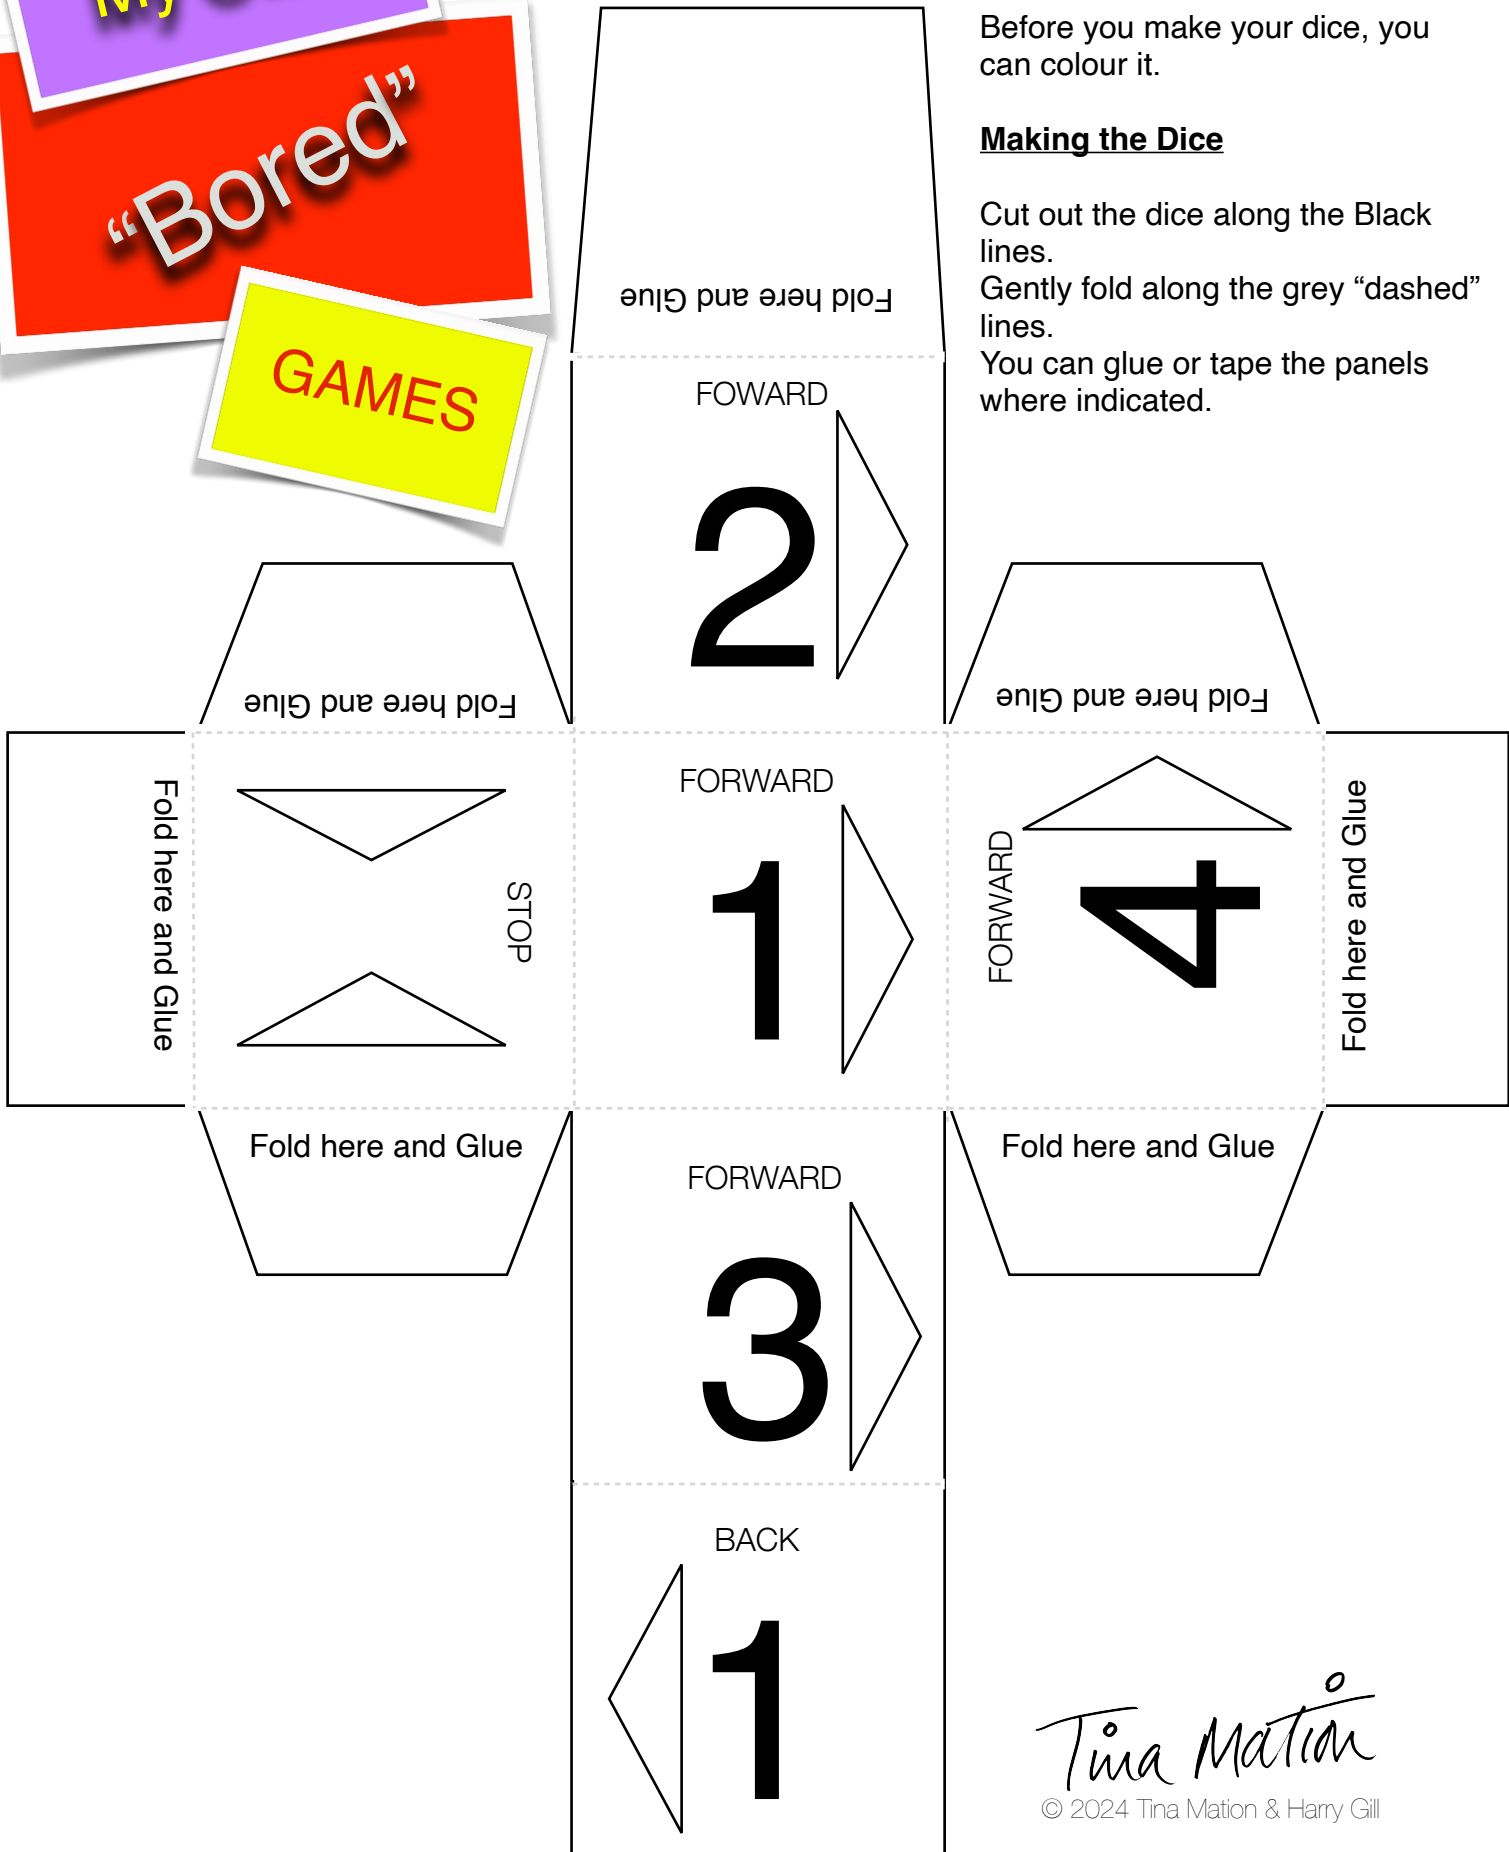 My
“Bored”
GAMES
Before you make your dice, you
can colour it.
Making the Dice
Cut out the dice along the Black
lines.
Gently fold along the grey “dashed”
lines.
You can glue or tape the panels
where indicated.
Fold here and Glue
FOWARD
2
Fold here and Glue
Fold here and Glue
Fold here and Glue
STOP
FORWARD
1
FORWARD
4
Fold here and Glue
Fold here and Glue
Fold here and Glue
FORWARD
3
BACK
1
Tina Mation
© 2024 Tina Mation & Harry Gill